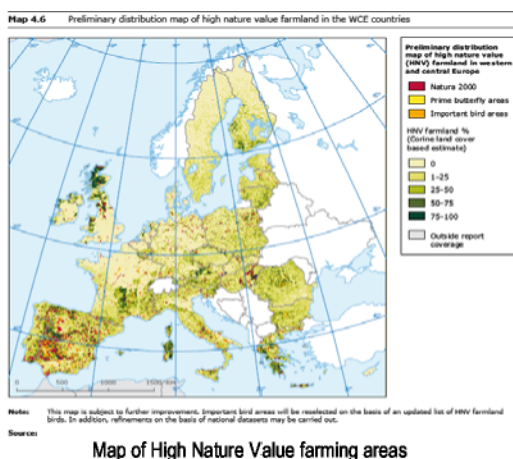 Map 4.6 Preliminary distribution map of high nature value farmland in the WCE countries
Preliminary distribution
map of high nature value
(HNV) farmland in western
and central Europe
Natura 2000
Prime butterfly areas
Important bird areas
HNV farmland %
(Corine land cover
based estimate)
0
1–25
25–50
50–75
75–100
Outside report
coverage
0 500 1000
Note: This map is subject to further improvement. Important bird areas will be reselected on the basis of an updated list of HNV farmland
birds. In addition, refinements on the basis of national datasets may be carried out.
Source:
Map of High Nature Value farming areas